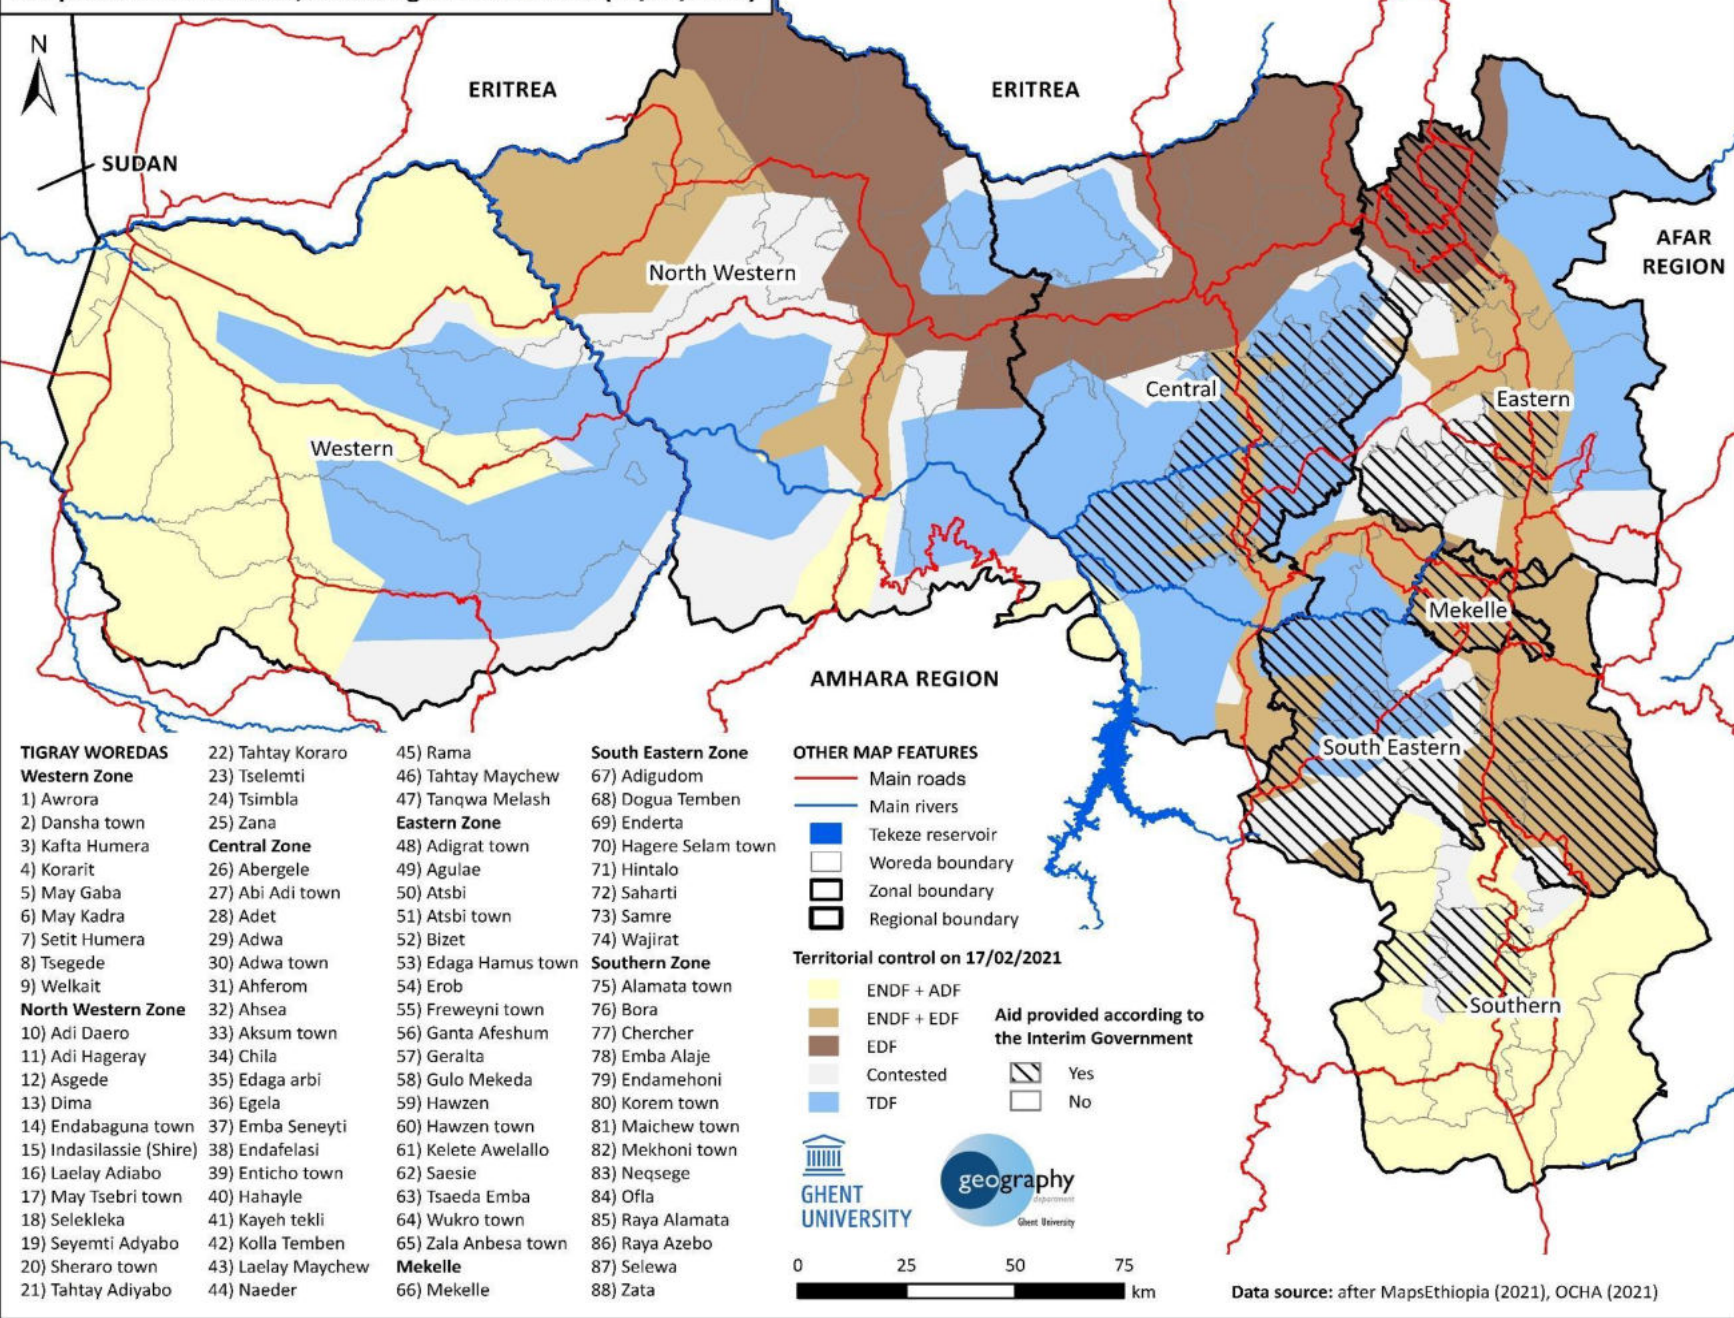 N
ERITREA
ERITREA
SUDAN
AFAR
REGION
North Western
Central
Eastern
Western
Mekelle
AMHARA REGION
South Eastern
Southern
TIGRAY WOREDAS
Western Zone
1) Awrora
2) Dansha town
3) Kafta Humera
4) Korarit
5) May Gaba
6) May Kadra
7) Setit Humera
8) Tsegede
9) Welkait
North Western Zone
10) Adi Daero
11) Adi Hageray
12) Asgede
13) Dima
14) Endabaguna town
15) Indasilassie (Shire)
16) Laelay Adiabo
17) May Tsebri town
18) Selekleka
19) Seyemti Adyabo
20) Sheraro town
21) Tahtay Adiyabo
22) Tahtay Koraro
23) Tselemti
24) Tsimbla
25) Zana
Central Zone
26) Abergele
27) Abi Adi town
28) Adet
29) Adwa
30) Adwa town
31) Ahferom
32) Ahsea
33) Aksum town
34) Chila
35) Edaga arbi
36) Egela
37) Emba Seneyti
38) Endafelasi
39) Enticho town
40) Hahayle
41) Kayeh tekli
42) Kolla Temben
43) Laelay Maychew
44) Naeder
45) Rama
46) Tahtay Maychew
47) Tanqwa Melash
Eastern Zone
48) Adigrat town
49) Agulae
50) Atsbi
51) Atsbi town
52) Bizet
53) Edaga Hamus town
54) Erob
55) Freweyni town
56) Ganta Afeshum
57) Geralta
58) Gulo Mekeda
59) Hawzen
60) Hawzen town
61) Kelete Awelallo
62) Saesie
63) Tsaeda Emba
64) Wukro town
65) Zala Anbesa town
Mekelle
66) Mekelle
South Eastern Zone
67) Adigudom
68) Dogua Temben
69) Enderta
70) Hagere Selam town
71) Hintalo
72) Saharti
73) Samre
74) Wajirat
Southern Zone
75) Alamata town
76) Bora
77) Chercher
78) Emba Alaje
79) Endamehoni
80) Korem town
81) Maichew town
82) Mekhoni town
83) Neqsege
84) Ofla
85) Raya Alamata
86) Raya Azebo
87) Selewa
88) Zata
OTHER MAP FEATURES
Main roads
Main rivers
Tekeze reservoir
Woreda boundary
Zonal boundary
Regional boundary
Territorial control on 17/02/2021
ENDF + ADF
ENDF + EDF
EDF
Contested
TDF
Aid provided according to
the Interim Government
Yes
No
GHENT
UNIVERSITY
geography
department
Ghent University
0 25 50 75
km
Data source: after MapsEthiopia (2021), OCHA (2021)